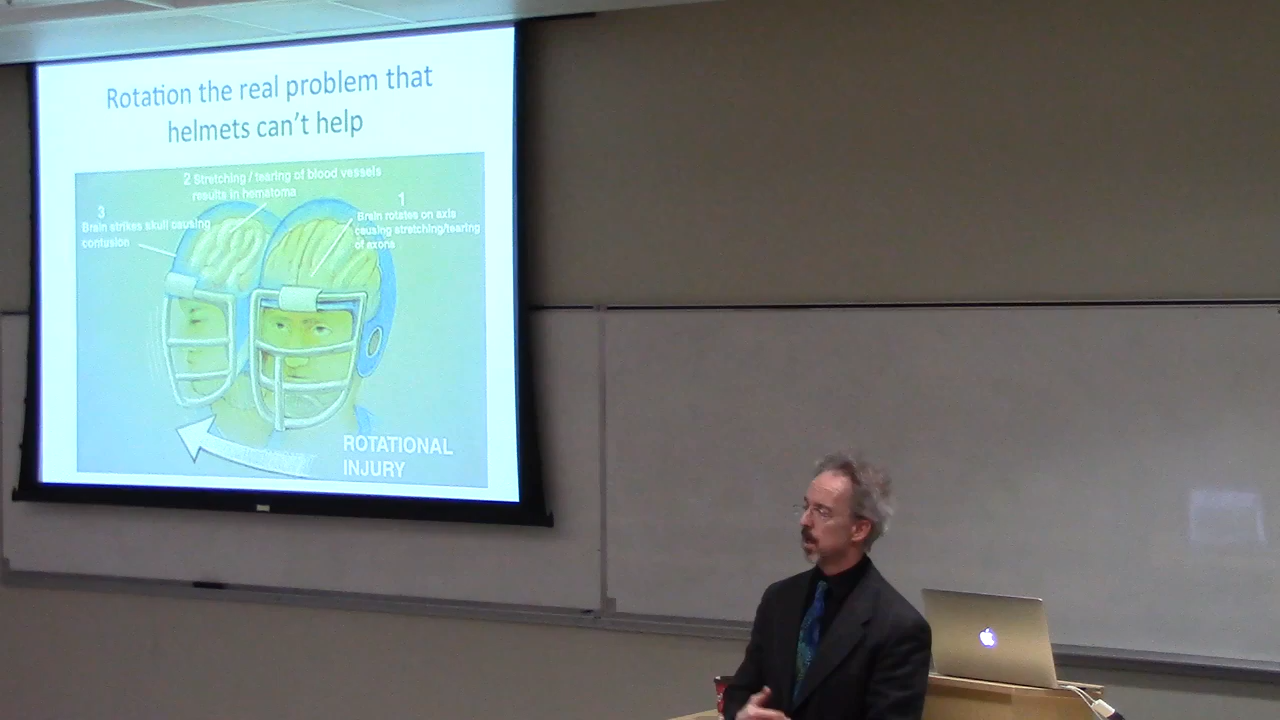 Rotation the real problem that
helmets can't help
2 Stretching / tearing of blood vessels
results in hematoma
3
Brain strikes skull causing
contusion
1
Brain rotates on axis
causing stretching/tearing
of axons
ROTATIONAL
INJURY